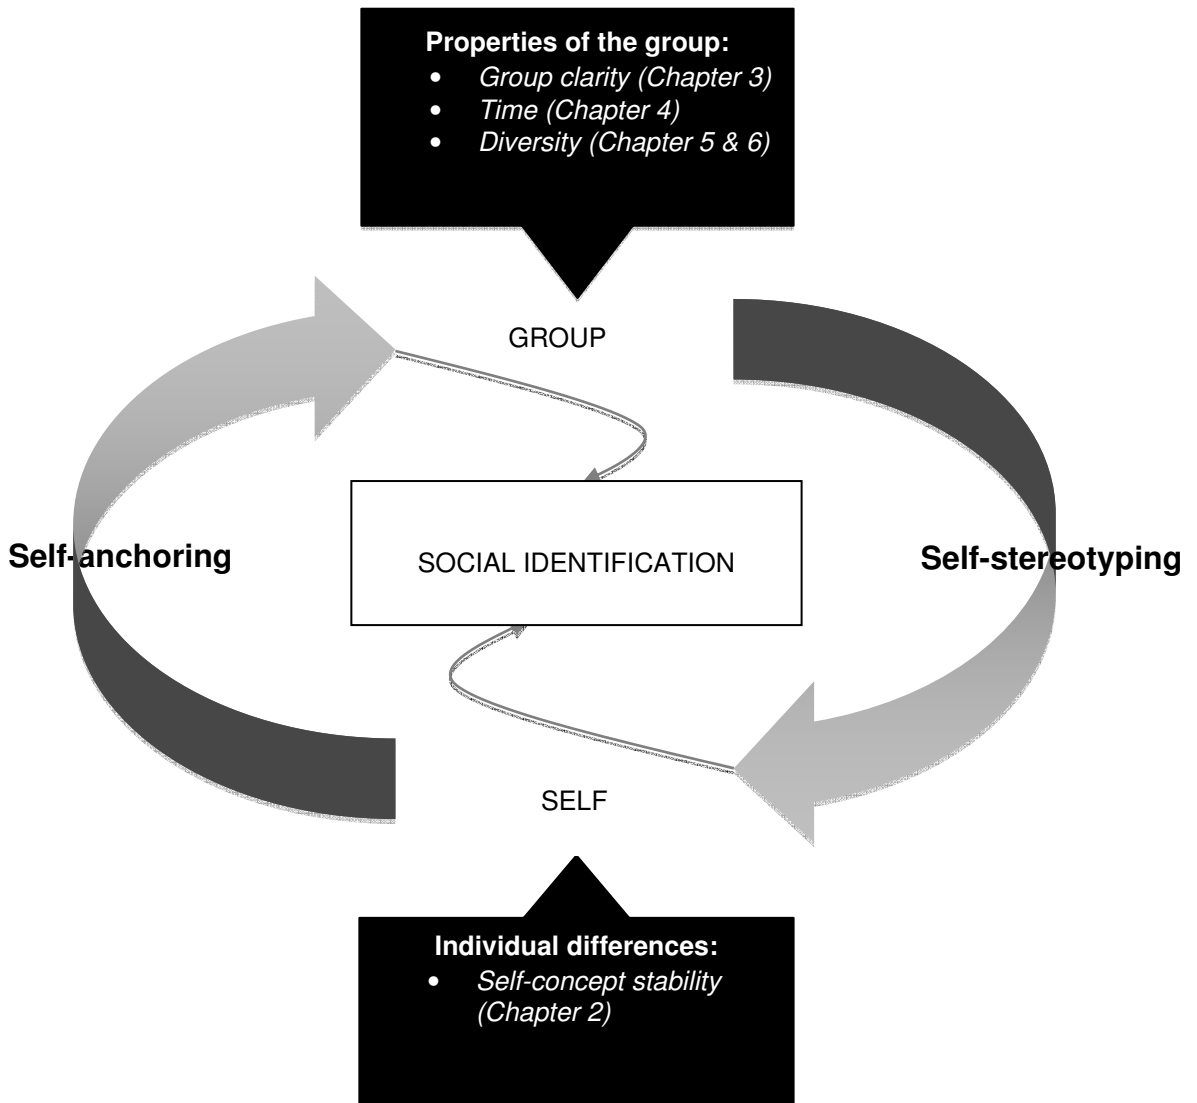 Properties of the group:
• Group clarity (Chapter 3)
• Time (Chapter 4)
• Diversity (Chapter 5 & 6)
GROUP
Self-anchoring
SOCIAL IDENTIFICATION
Self-stereotyping
SELF
Individual differences:
• Self-concept stability
(Chapter 2)